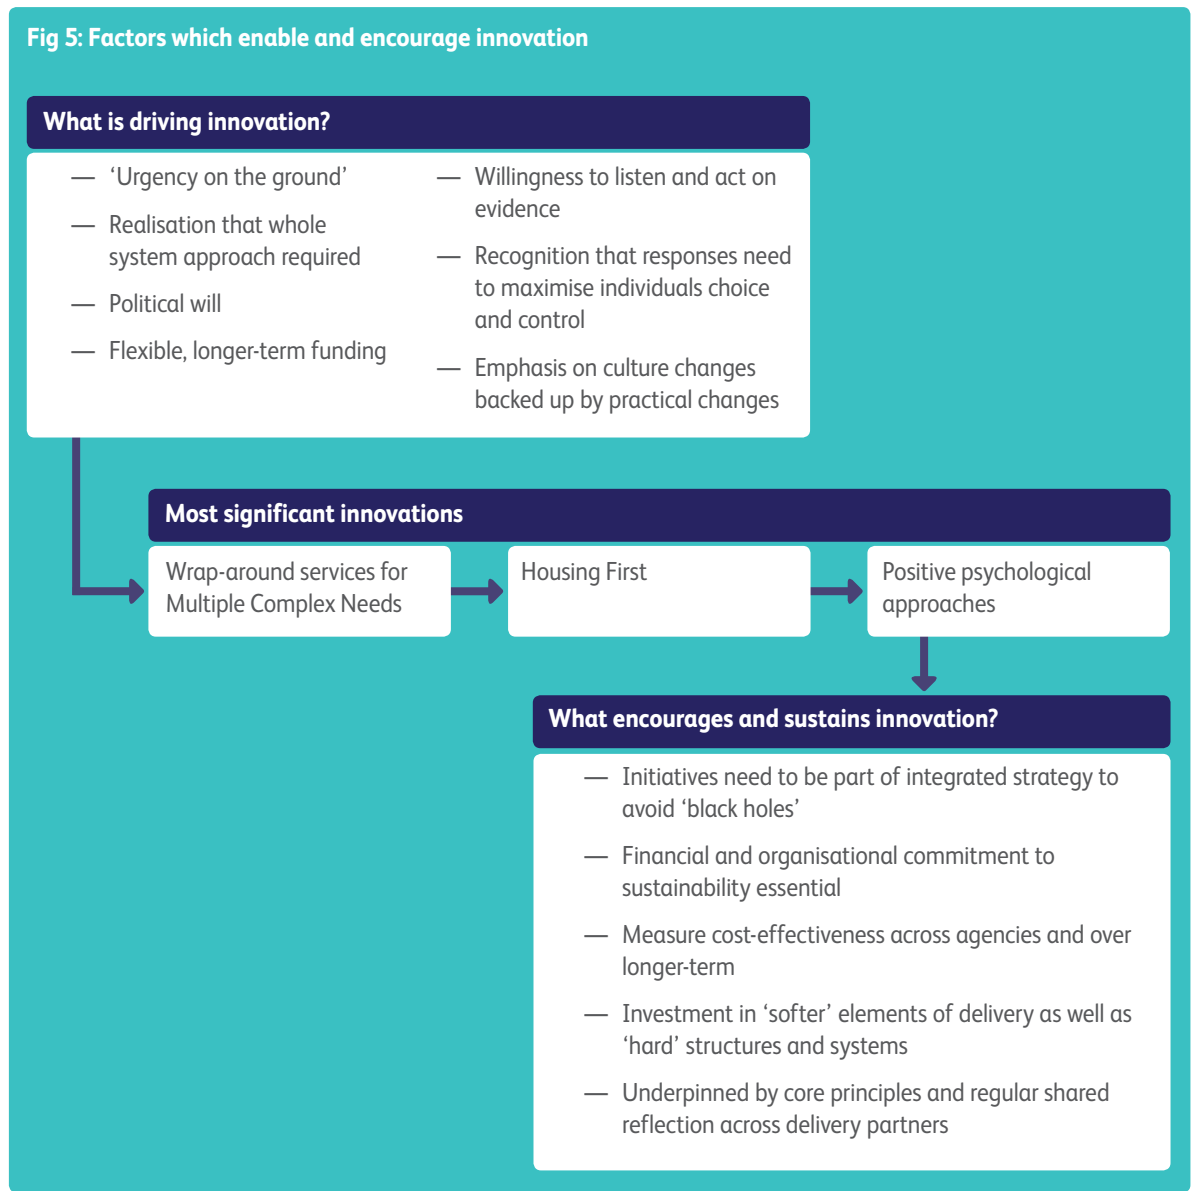 Fig 5: Factors which enable and encourage innovation
What is driving innovation?
— ‘Urgency on the ground’
— Realisation that whole
system approach required
— Political will
— Flexible, longer-term funding
— Willingness to listen and act on
evidence
— Recognition that responses need
to maximise individuals choice
and control
— Emphasis on culture changes
backed up by practical changes
Most significant innovations
Wrap-around services for
Multiple Complex Needs
Housing First
Positive psychological
approaches
What encourages and sustains innovation?
— Initiatives need to be part of integrated strategy to
avoid ‘black holes’
— Financial and organisational commitment to
sustainability essential
— Measure cost-effectiveness across agencies and over
longer-term
— Investment in ‘softer’ elements of delivery as well as
‘hard’ structures and systems
— Underpinned by core principles and regular shared
reflection across delivery partners